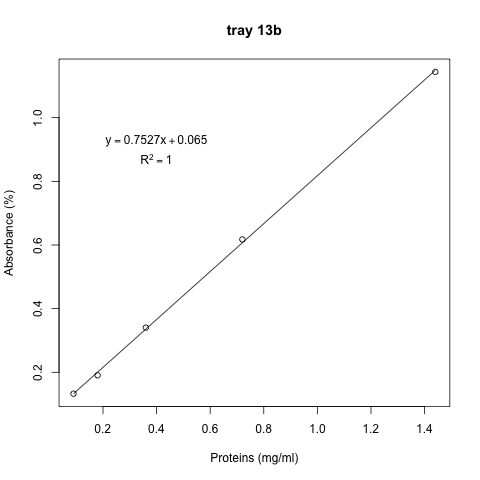 tray 13b
y = 0.7527x + 0.065
R² = 1
Absorbance (%)
1.0
0.8
0.6
0.4
0.2
0.2 0.4 0.6 0.8 1.0 1.2 1.4
Proteins (mg/ml)